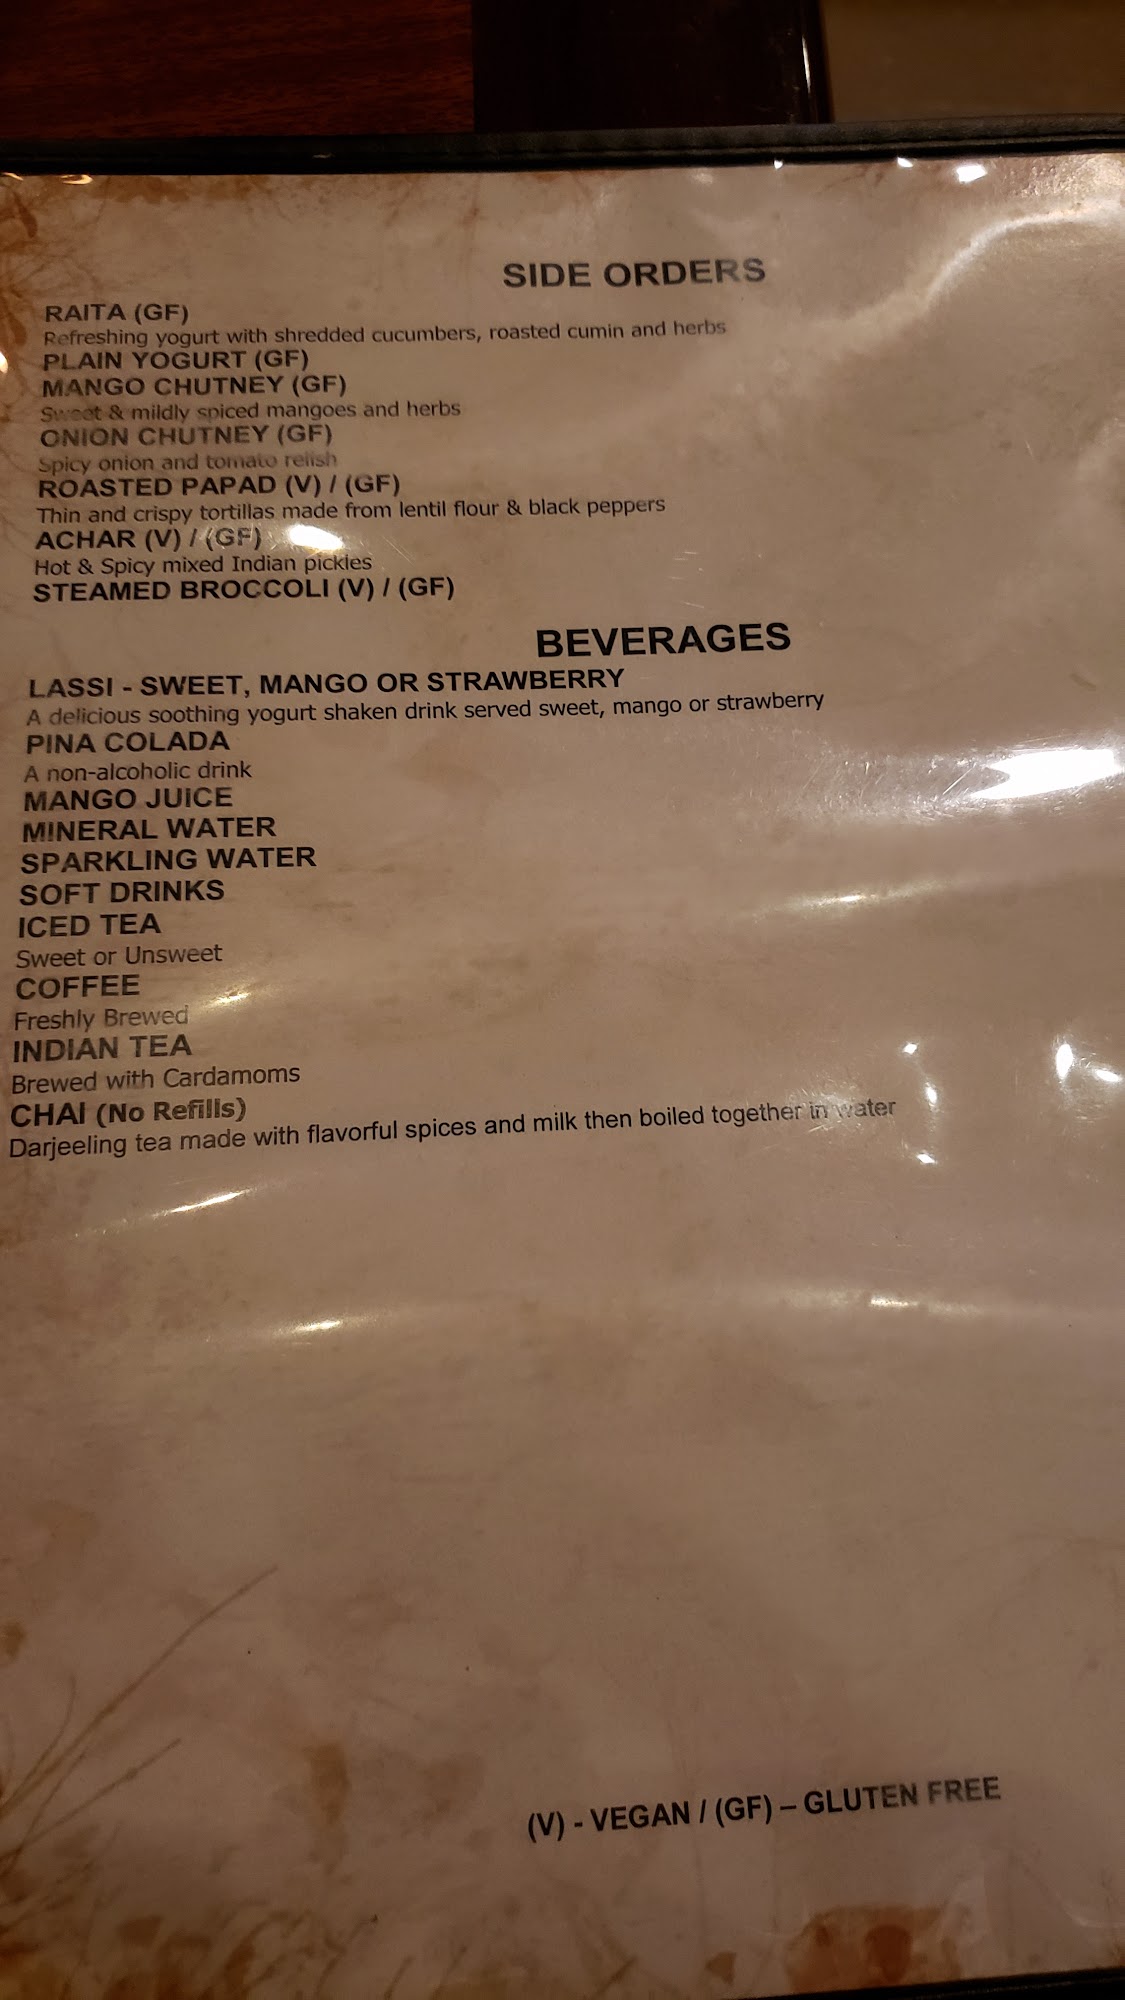 SIDE ORDERS
RAITA (GF)
Refreshing yogurt with shredded cucumbers, roasted cumin and herbs
PLAIN YOGURT (GF)
MANGO CHUTNEY (GF)
Sweet & mildly spiced mangoes and herbs
ONION CHUTNEY (GF)
Spicy onion and tomato relish
ROASTED PAPAD (V) / (GF)
Thin and crispy tortillas made from lentil flour & black peppers
ACHAR (V) / (GF)
Hot & Spicy mixed Indian pickles
STEAMED BROCCOLI (V) / (GF)
BEVERAGES
LASSI - SWEET, MANGO OR STRAWBERRY
A delicious soothing yogurt shaken drink served sweet, mango or strawberry
PINA COLADA
A non-alcoholic drink
MANGO JUICE
MINERAL WATER
SPARKLING WATER
SOFT DRINKS
ICED TEA
Sweet or Unsweet
COFFEE
Freshly Brewed
INDIAN TEA
Brewed with Cardamoms
CHAI (No Refills)
Darjeeling tea made with flavorful spices and milk then boiled together in water
(V) - VEGAN / (GF) – GLUTEN FREE